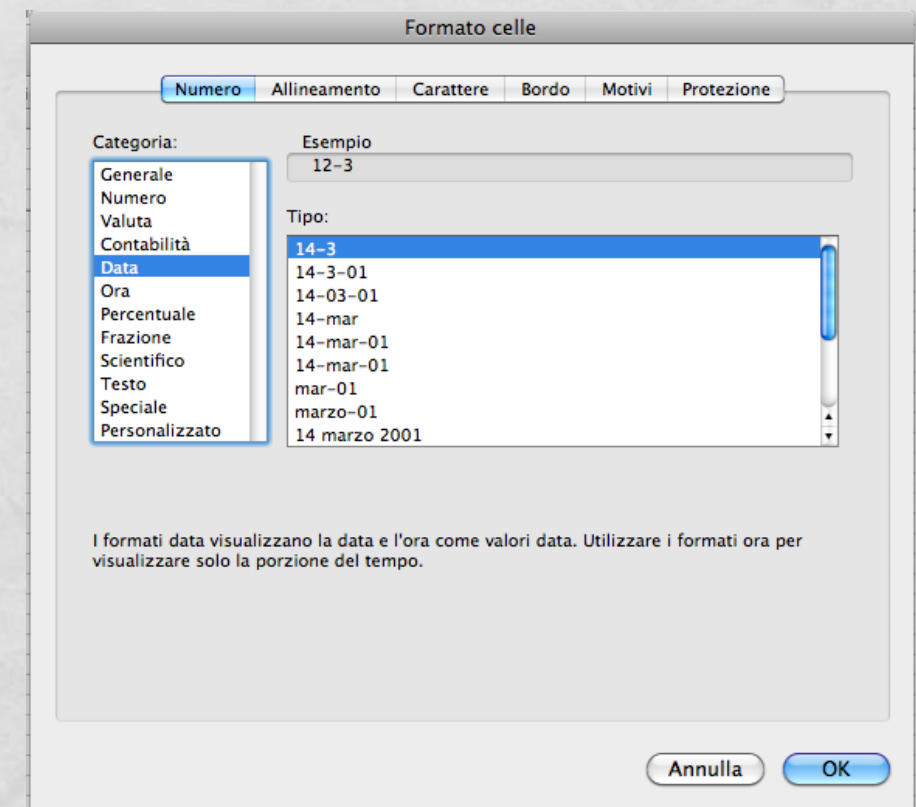 Formato celle
Numero Allineamento Carattere Bordo Motivi Protezione
Categoria:
Generale
Numero
Valuta
Contabilità
Data
Ora
Percentuale
Frazione
Scientifico
Testo
Speciale
Personalizzato
Esempio
12-3
Tipo:
14-3
14-3-01
14-03-01
14-mar
14-mar-01
14-mar-01
mar-01
marzo-01
14 marzo 2001
I formati data visualizzano la data e l'ora come valori data. Utilizzare i formati ora per
visualizzare solo la porzione del tempo.
Annulla OK